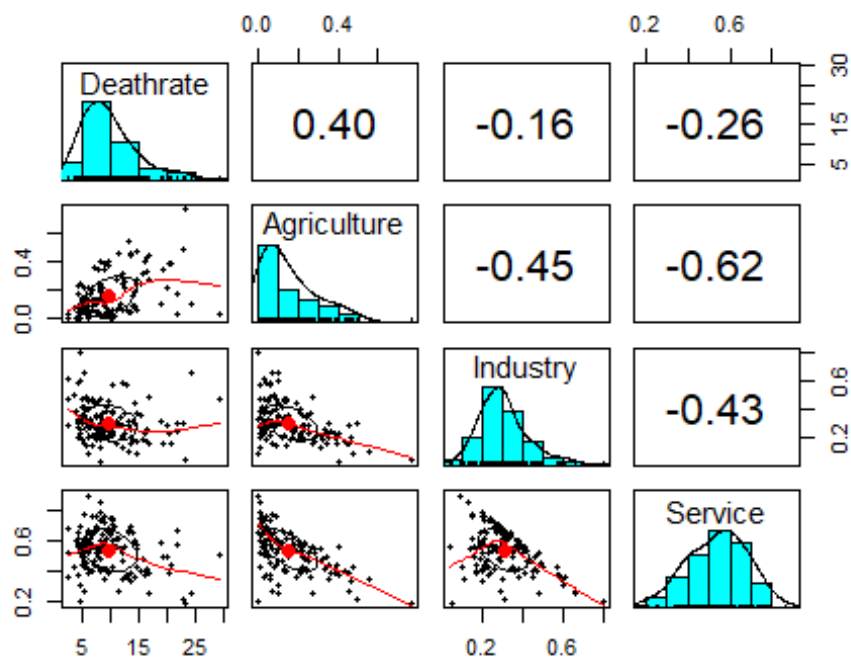 0.0 0.4 0.2 0.6
Deathrate 0.40 -0.16 -0.26 5 15 30
0.0 0.4 Agriculture -0.45 -0.62
Industry -0.43 0.2 0.6
0.2 0.6 Service
5 15 25 0.2 0.6